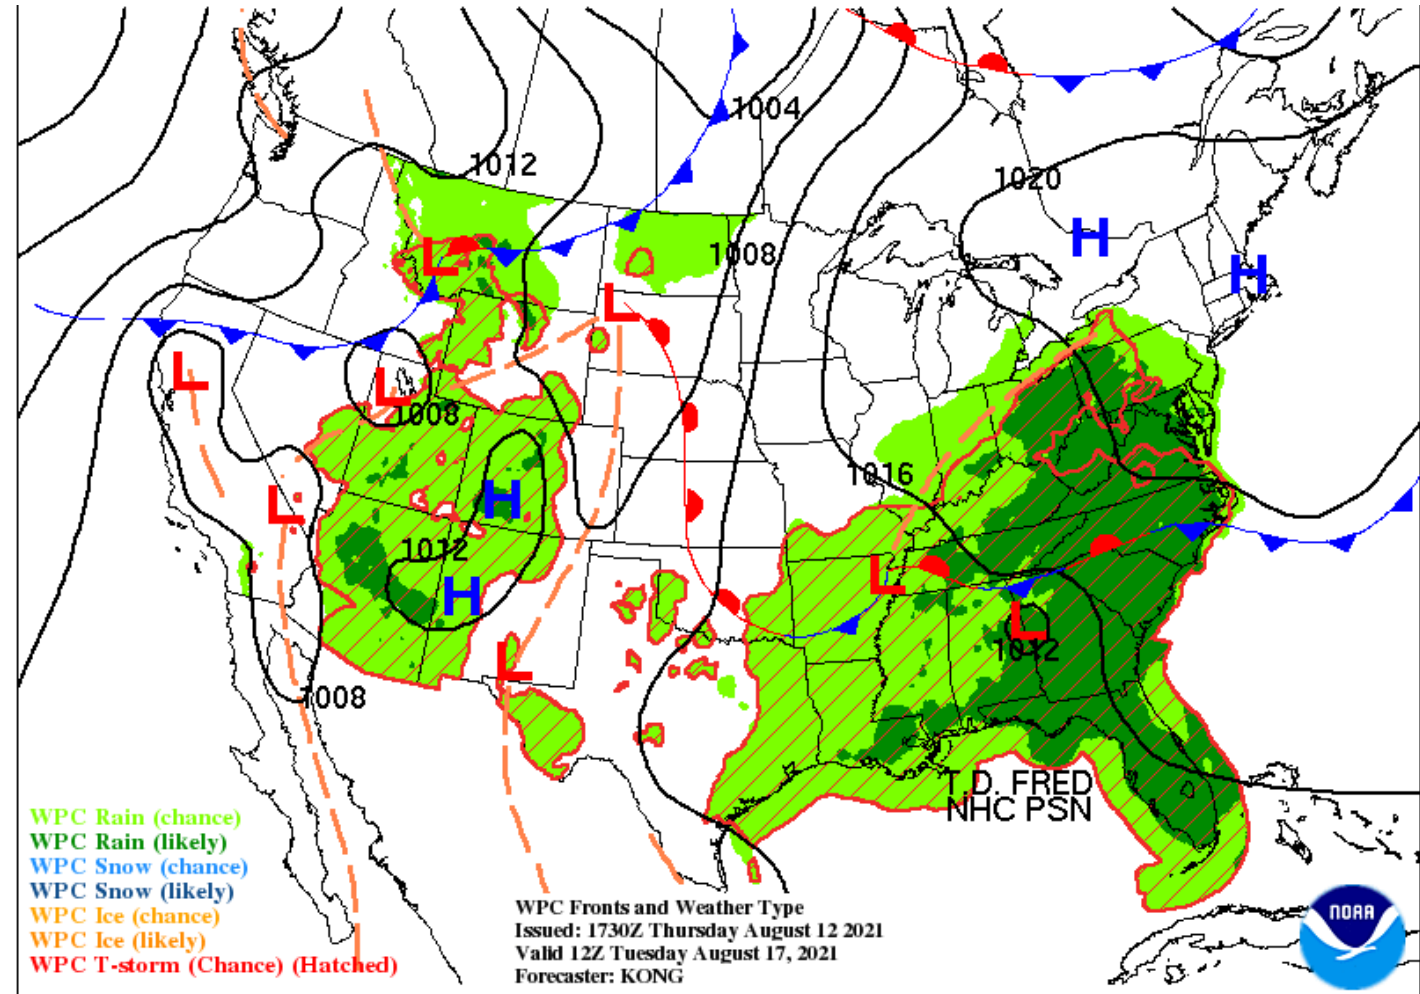 1004
1012
1020
1008
L
H
H
L
L
L
1008
1016
H
L
1012
L
H
L
1012
L
1008
T.D. FRED
NHC PSN
WPC Rain (chance)
WPC Rain (likely)
WPC Snow (chance)
WPC Snow (likely)
WPC Ice (chance)
WPC Ice (likely)
WPC T-storm (Chance) (Hatched)
WPC Fronts and Weather Type
Issued: 1730Z Thursday August 12 2021
Valid 12Z Tuesday August 17, 2021
Forecaster: KONG
NOAA